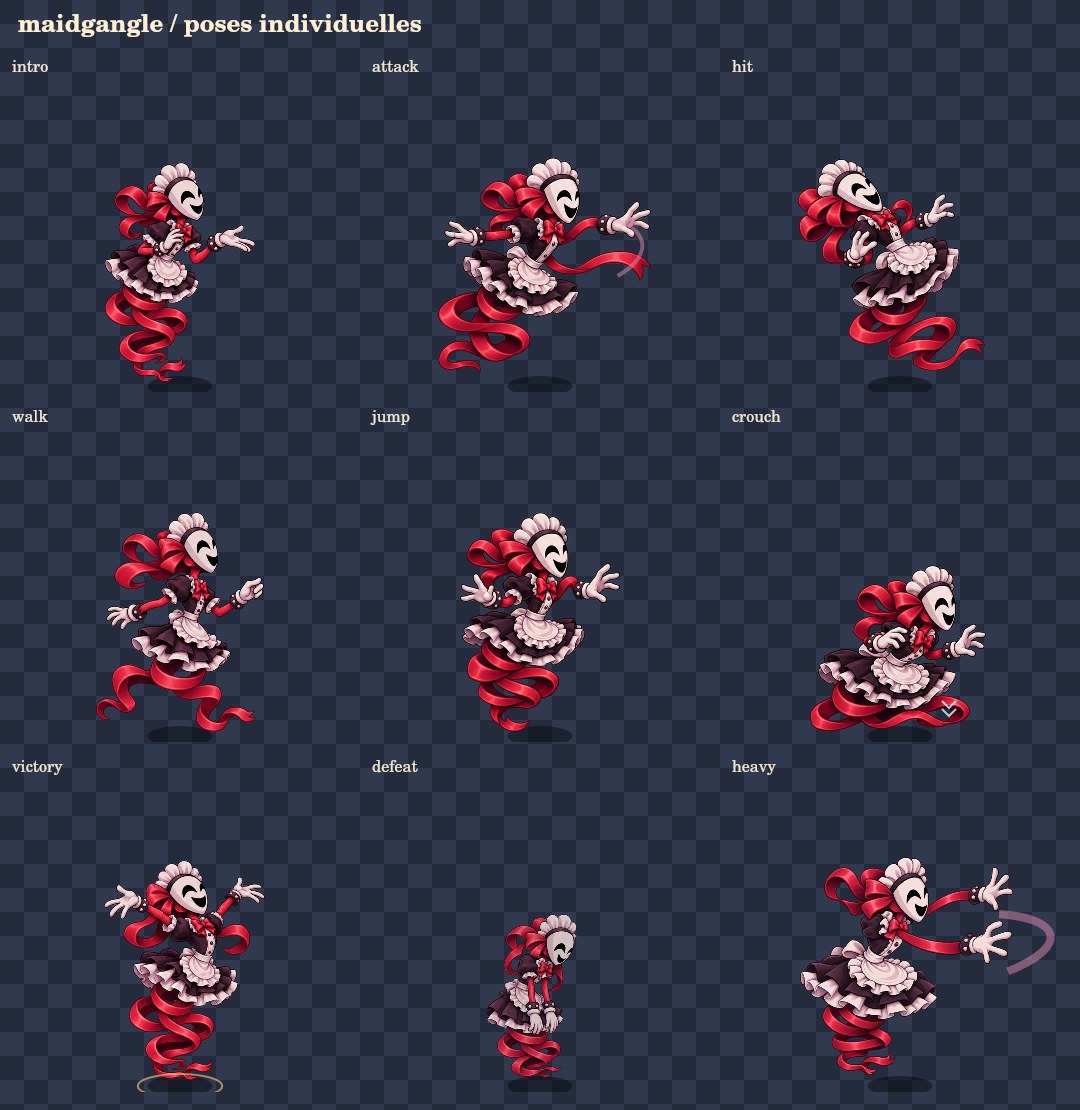 maidgangle / poses individuelles
intro
attack
hit
walk
jump
crouch
victory
defeat
heavy